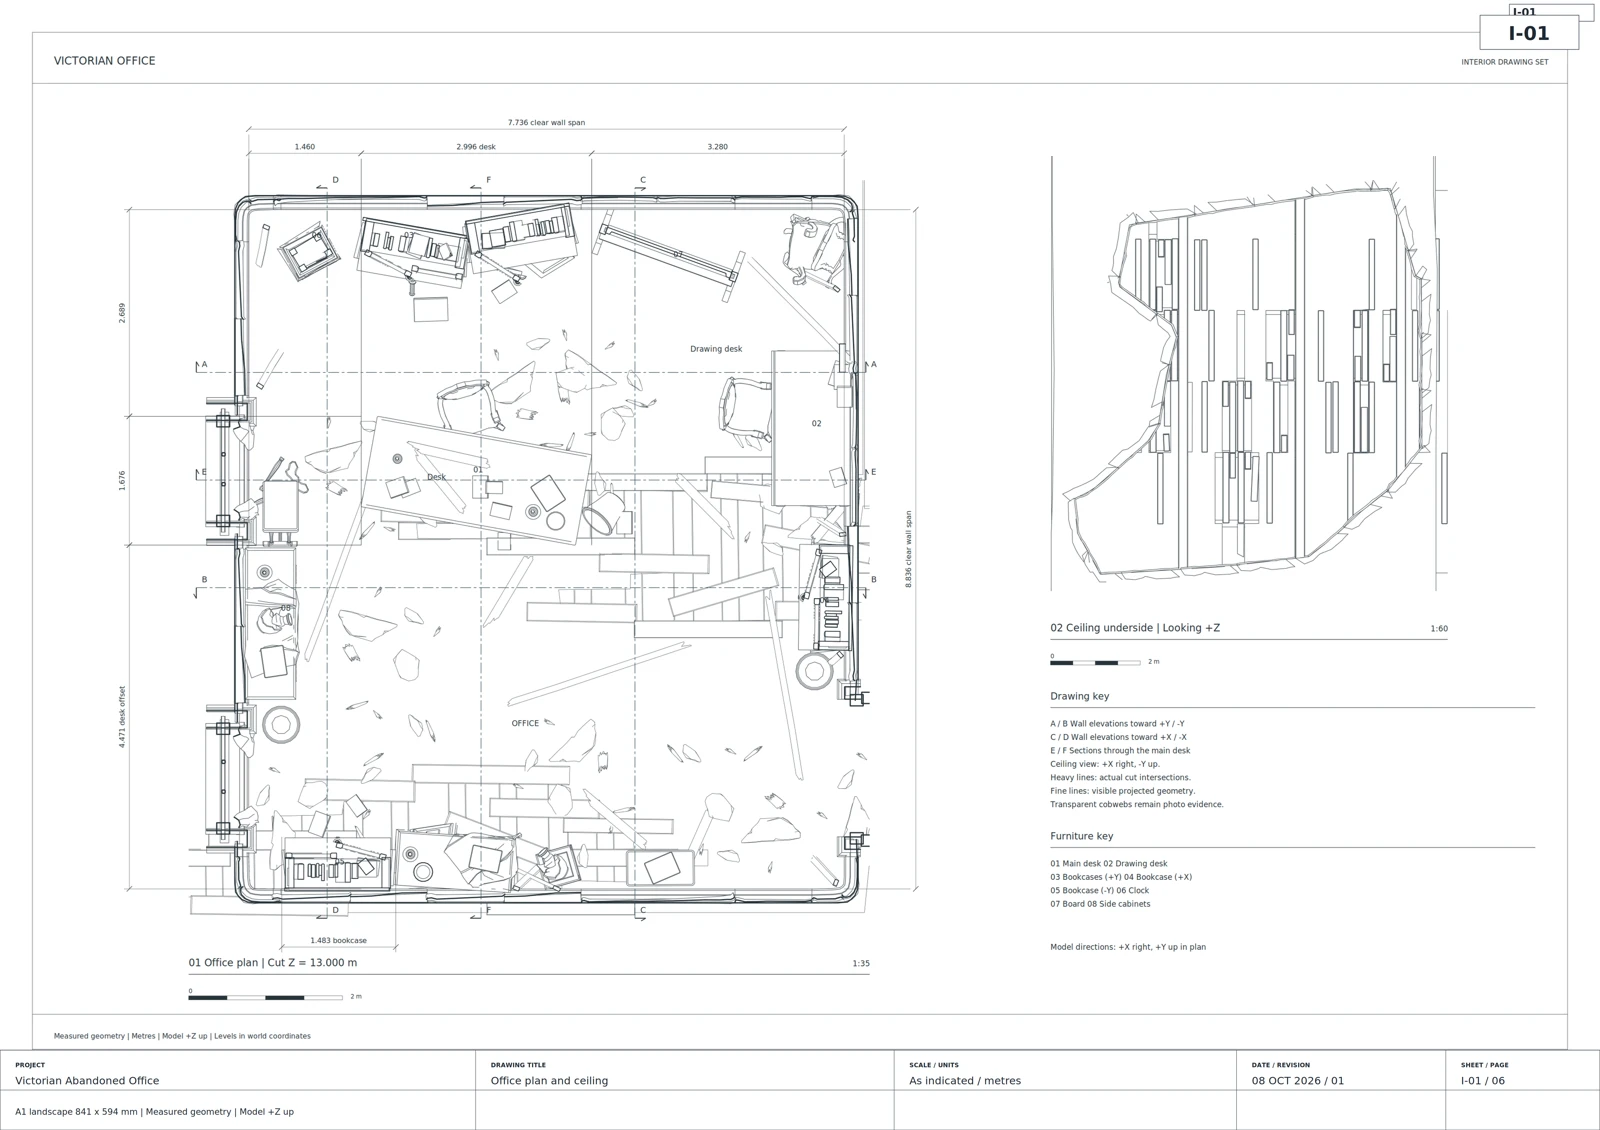 I-01
I-01
VICTORIAN OFFICE
INTERIOR DRAWING SET
7.736 clear wall span
1.460
2.996 desk
3.280
D
F
C
2.689
A
A
Drawing desk
02
01
Desk
E
E
1.676
8.836 clear wall span
B
B
08
4.471 desk offset
OFFICE
05
D
F
C
1.483 bookcase
01 Office plan | Cut Z = 13.000 m
1:35
0
2 m
02 Ceiling underside | Looking +Z
1:60
0
2 m
Drawing key
A / B Wall elevations toward +Y / -Y
C / D Wall elevations toward +X / -X
E / F Sections through the main desk
Ceiling view: +X right, -Y up.
Heavy lines: actual cut intersections.
Fine lines: visible projected geometry.
Transparent cobwebs remain photo evidence.
Furniture key
01 Main desk 02 Drawing desk
03 Bookcases (+Y) 04 Bookcase (+X)
05 Bookcase (-Y) 06 Clock
07 Board 08 Side cabinets
Model directions: +X right, +Y up in plan
Measured geometry | Metres | Model +Z up | Levels in world coordinates
PROJECT
Victorian Abandoned Office
DRAWING TITLE
Office plan and ceiling
SCALE / UNITS
As indicated / metres
DATE / REVISION
08 OCT 2026 / 01
SHEET / PAGE
I-01 / 06
A1 landscape 841 x 594 mm | Measured geometry | Model +Z up